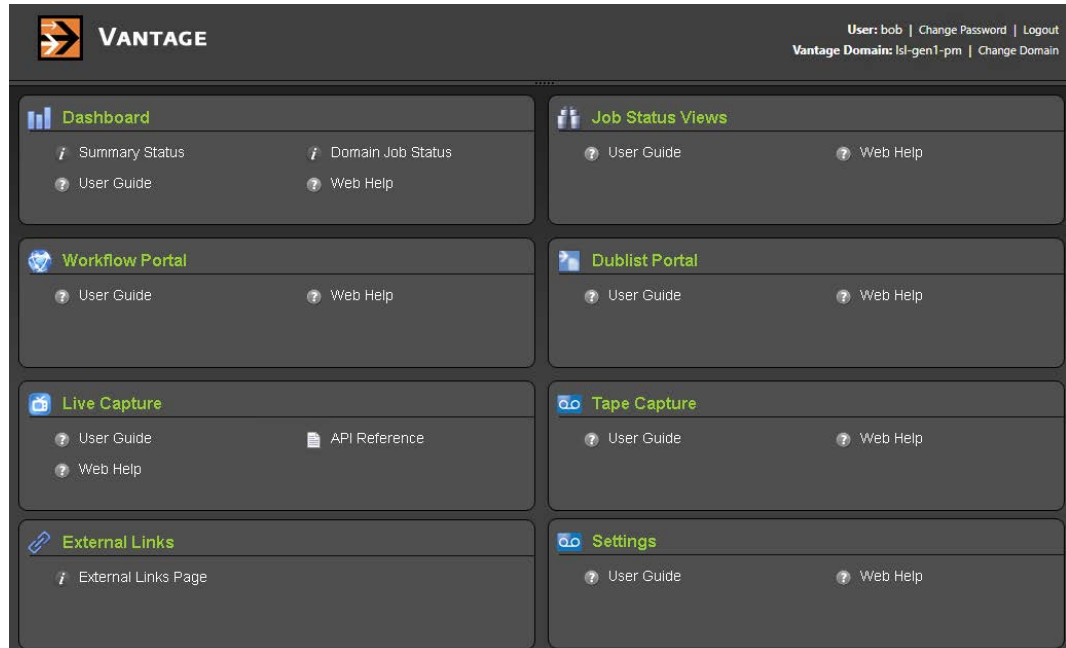 VANTAGE
User: bob | Change Password | Logout
Vantage Domain: lsl-gen1-pm | Change Domain
Dashboard
Summary Status
Domain Job Status
User Guide
Web Help
Job Status Views
User Guide
Web Help
Workflow Portal
User Guide
Web Help
Dublist Portal
User Guide
Web Help
Live Capture
User Guide
API Reference
Web Help
Tape Capture
User Guide
Web Help
External Links
External Links Page
Settings
User Guide
Web Help